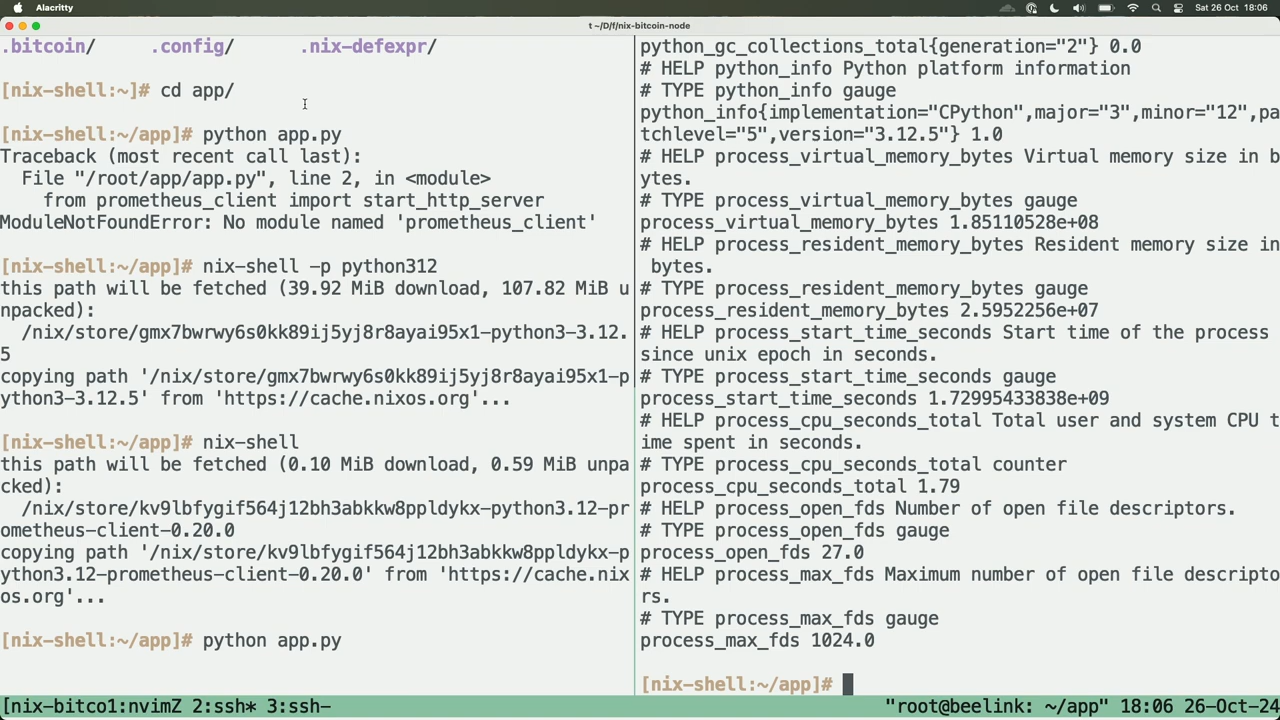 Alacritty
Sat 26 Oct 18:06
t ~/D/f/nix-bitcoin-node
.bitcoin/ .config/ .nix-defexpr/
[nix-shell:~]# cd app/
[nix-shell:~/app]# python app.py
Traceback (most recent call last):
File "/root/app/app.py", line 2, in <module>
from prometheus_client import start_http_server
ModuleNotFoundError: No module named 'prometheus_client'
[nix-shell:~/app]# nix-shell -p python312
this path will be fetched (39.92 MiB download, 107.82 MiB u
npacked):
/nix/store/gmx7bwrwy6s0kk89ij5yj8r8ayai95x1-python3-3.12.
5
copying path '/nix/store/gmx7bwrwy6s0kk89ij5yj8r8ayai95x1-p
ython3-3.12.5' from 'https://cache.nixos.org'...
[nix-shell:~/app]# nix-shell
this path will be fetched (0.10 MiB download, 0.59 MiB unpa
cked):
/nix/store/kv9lbfygif564j12bh3abkkw8ppldykx-python3.12-pr
ometheus-client-0.20.0
copying path '/nix/store/kv9lbfygif564j12bh3abkkw8ppldykx-p
ython3.12-prometheus-client-0.20.0' from 'https://cache.nix
os.org'...
[nix-shell:~/app]# python app.py
python_gc_collections_total{generation="2"} 0.0
# HELP python_info Python platform information
# TYPE python_info gauge
python_info{implementation="CPython",major="3",minor="12",pa
tchlevel="5",version="3.12.5"} 1.0
# HELP process_virtual_memory_bytes Virtual memory size in b
ytes.
# TYPE process_virtual_memory_bytes gauge
process_virtual_memory_bytes 1.85110528e+08
# HELP process_resident_memory_bytes Resident memory size in
bytes.
# TYPE process_resident_memory_bytes gauge
process_resident_memory_bytes 2.5952256e+07
# HELP process_start_time_seconds Start time of the process
since unix epoch in seconds.
# TYPE process_start_time_seconds gauge
process_start_time_seconds 1.72995433838e+09
# HELP process_cpu_seconds_total Total user and system CPU t
ime spent in seconds.
# TYPE process_cpu_seconds_total counter
process_cpu_seconds_total 1.79
# HELP process_open_fds Number of open file descriptors.
# TYPE process_open_fds gauge
process_open_fds 27.0
# HELP process_max_fds Maximum number of open file descripto
rs.
# TYPE process_max_fds gauge
process_max_fds 1024.0
[nix-shell:~/app]#
[nix-bitco1:nvimZ 2:ssh* 3:ssh- "root@beelink: ~/app" 18:06 26-Oct-24